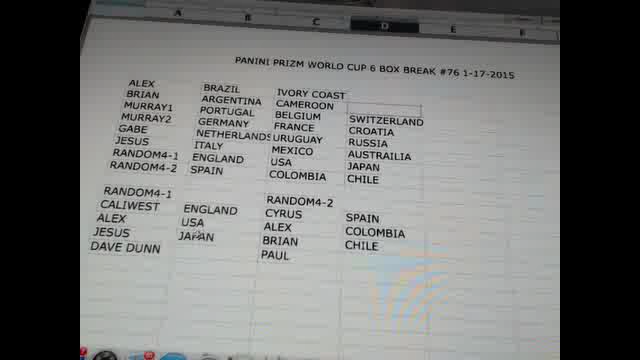 A B C D E F
PANINI PRIZM WORLD CUP 6 BOX BREAK #76 1-17-2015
ALEX BRAZIL IVORY COAST
BRIAN ARGENTINA CAMEROON
MURRAY1 PORTUGAL BELGIUM SWITZERLAND
MURRAY2 GERMANY FRANCE CROATIA
GABE NETHERLANDS URUGUAY RUSSIA
JESUS ITALY MEXICO AUSTRAILIA
RANDOM4-1 ENGLAND USA JAPAN
RANDOM4-2 SPAIN COLOMBIA CHILE
RANDOM4-1 RANDOM4-2
CALIWEST ENGLAND CYRUS SPAIN
ALEX USA ALEX COLOMBIA
JESUS JAPAN BRIAN CHILE
DAVE DUNN PAUL